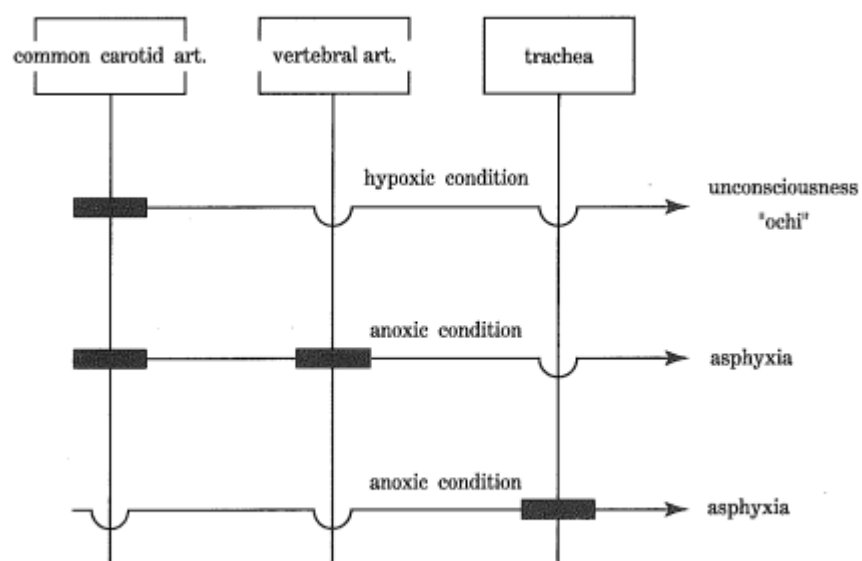 common carotid art.
vertebral art.
trachea
hypoxic condition
unconsciousness
"ochi"
anoxic condition
asphyxia
anoxic condition
asphyxia